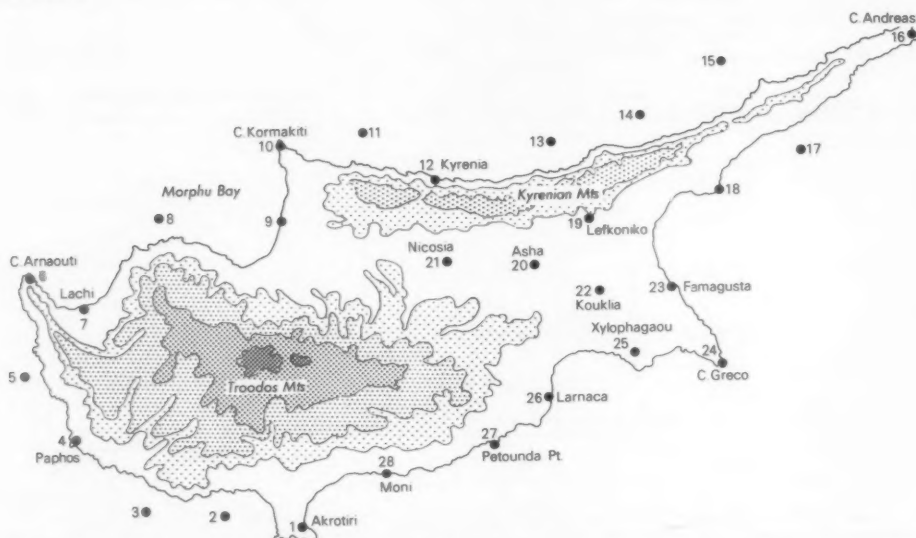 C. Andreas
16
15
14
C. Kormakiti
10
11
13
12 Kyrenia
17
Kyrenian Mts
18
Morphu Bay
8
9
19
Lefkoniko
Nicosia
21
Asha
20
C. Arnaouti
Lachi
7
22
Kouklia
23 Famagusta
Xylophagaou
25
24
C. Greco
5
Troodos Mts
26 Larnaca
4
Paphos
27
Petounda Pt.
28
Moni
3
2
1 Akrotiri